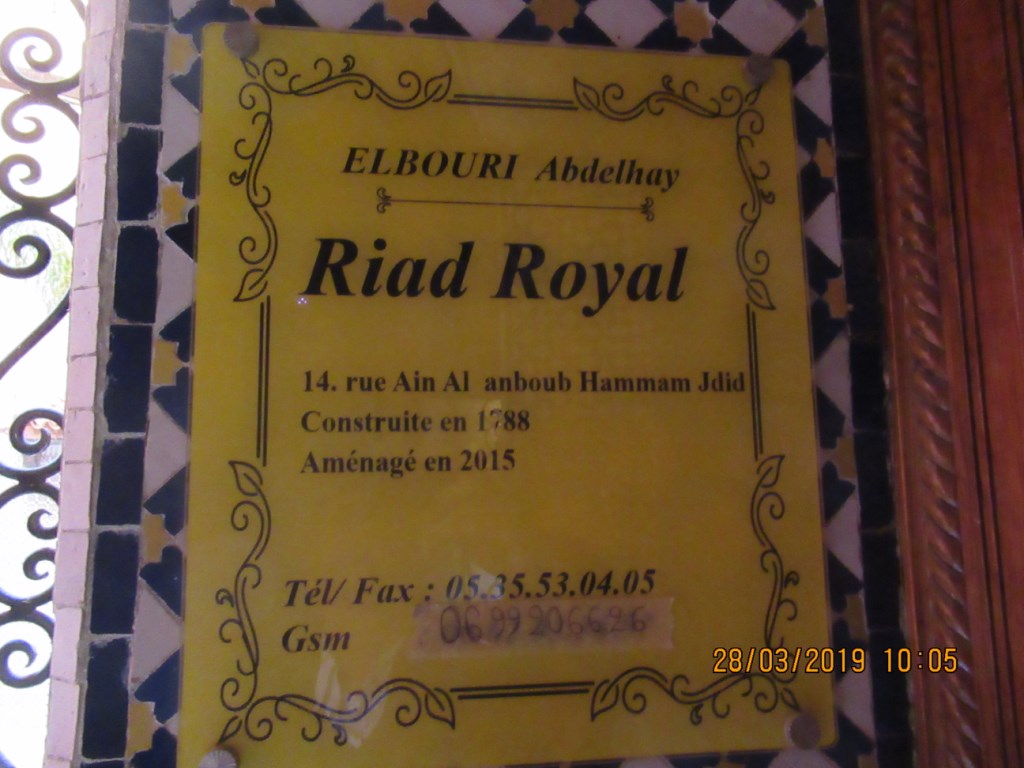 ELBOURI Abdelhay
Riad Royal
14. rue Ain Al anboub Hammam Jdid
Construite en 1788
Aménagé en 2015
Tél/ Fax : 05.35.53.04.05
Gsm 0699206626
28/03/2019 10:05